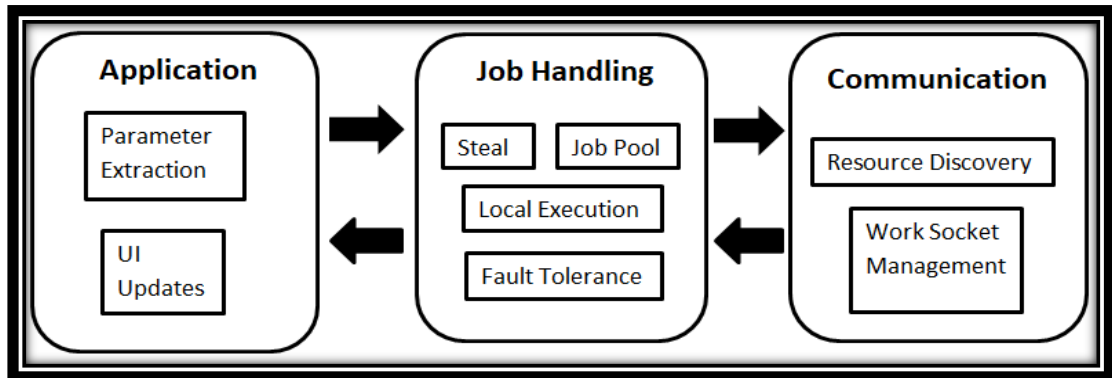 Application
Parameter
Extraction
UI
Updates
Job Handling
Steal
Job Pool
Local Execution
Fault Tolerance
Communication
Resource Discovery
Work Socket
Management